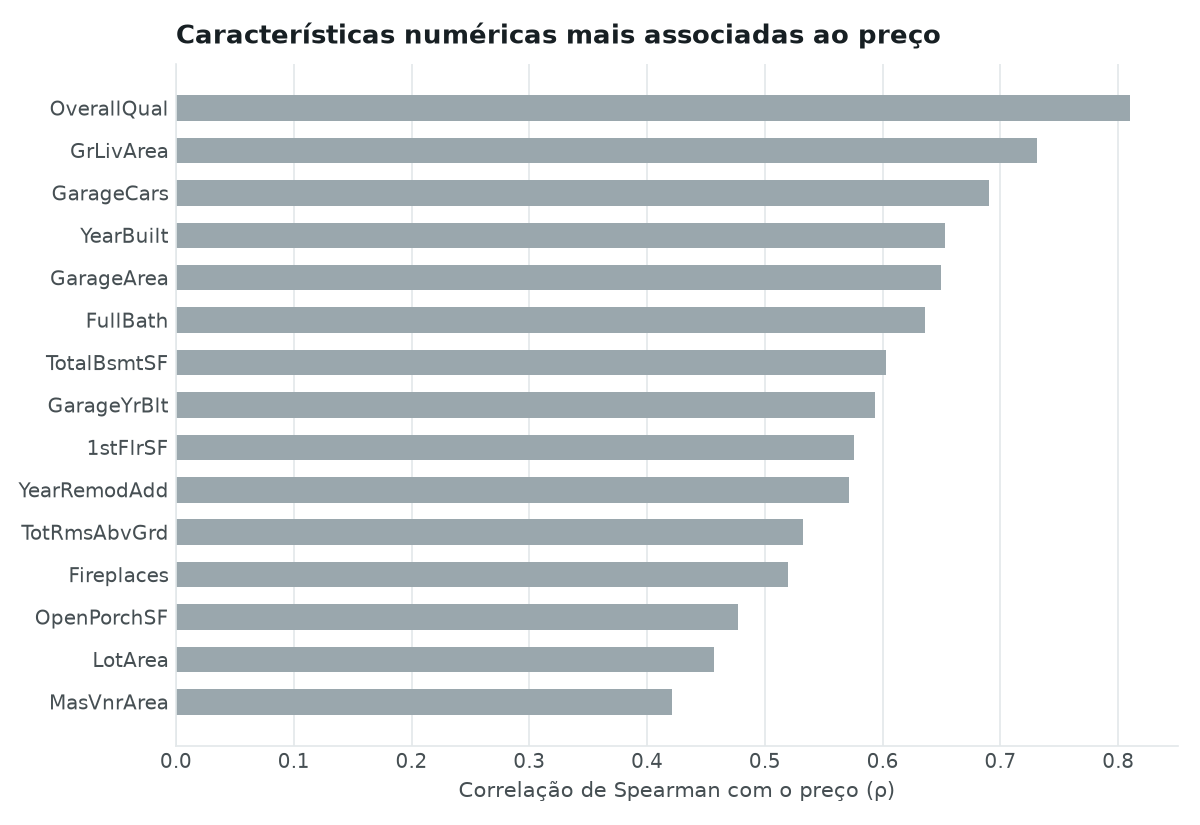 Características numéricas mais associadas ao preço
OverallQual
GrLivArea
GarageCars
YearBuilt
GarageArea
FullBath
TotalBsmtSF
GarageYrBlt
1stFlrSF
YearRemodAdd
TotRmsAbvGrd
Fireplaces
OpenPorchSF
LotArea
MasVnrArea
0.0 0.1 0.2 0.3 0.4 0.5 0.6 0.7 0.8
Correlação de Spearman com o preço (ρ)